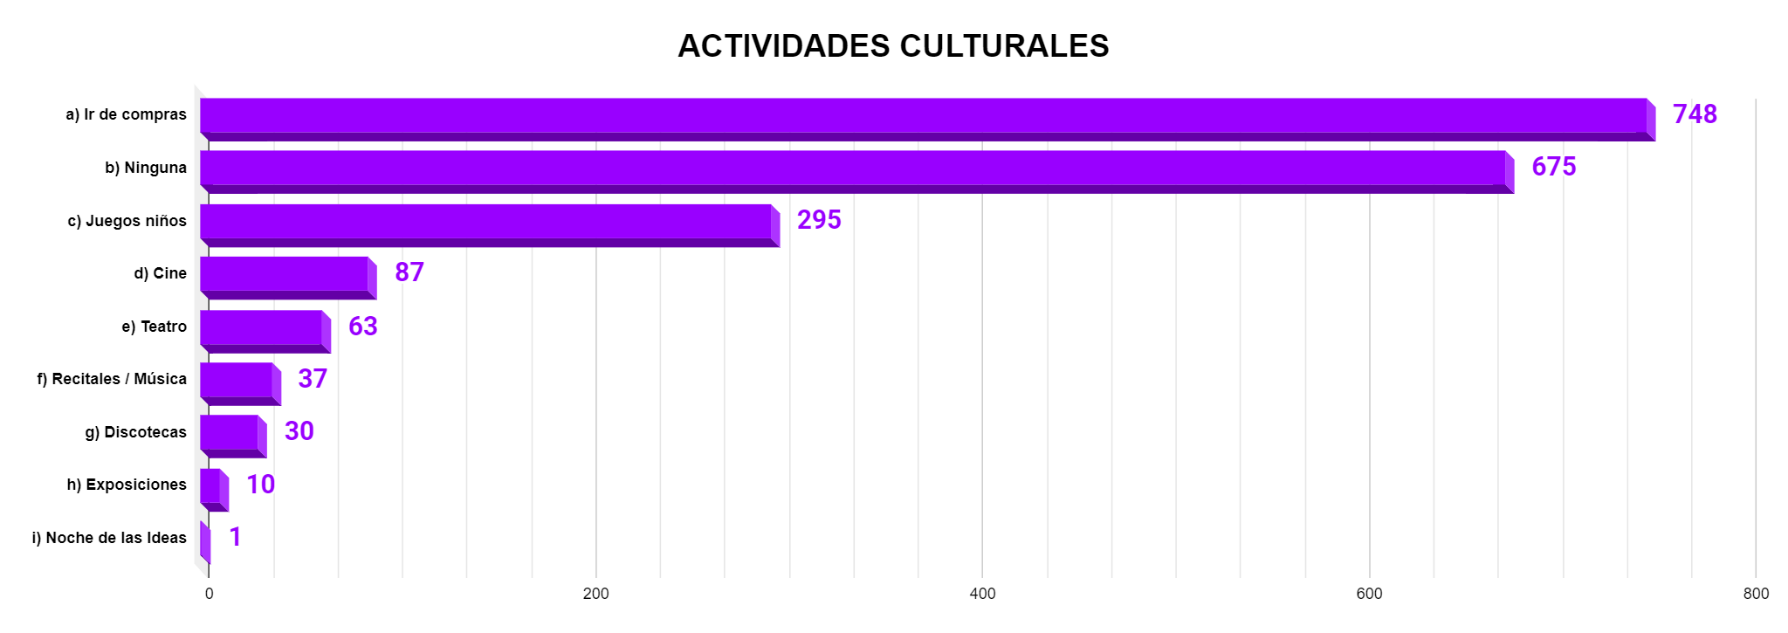 ACTIVIDADES CULTURALES
a) Ir de compras 748
b) Ninguna 675
c) Juegos niños 295
d) Cine 87
e) Teatro 63
f) Recitales / Música 37
g) Discotecas 30
h) Exposiciones 10
i) Noche de las Ideas 1
0 200 400 600 800